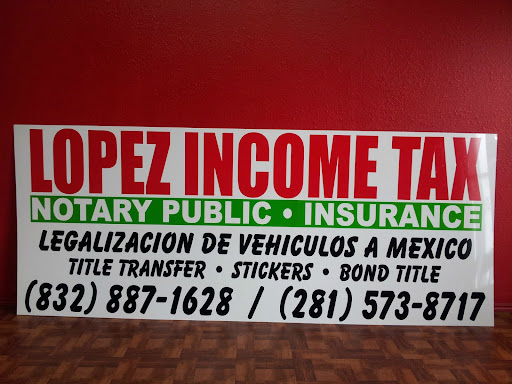 LOPEZ INCOME TAX
NOTARY PUBLIC • INSURANCE
LEGALIZACION DE VEHICULOS A MEXICO
TITLE TRANSFER • STICKERS • BOND TITLE
(832) 887-1628 / (281) 573-8717